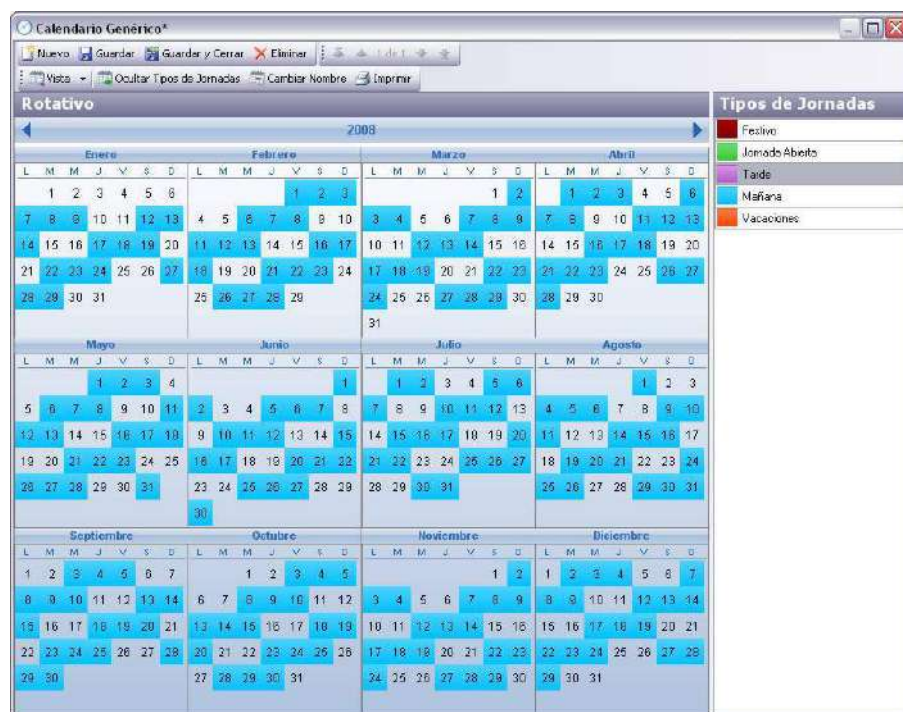 Calendario Genérico*
Nuevo Guardar Guardar y Cerrar Eliminar 1 de 1
Vista Ocultar Tipos de Jornadas Cambiar Nombre Imprimir
Rotativo Tipos de Jornadas
2008
Festivo
Jornada Abierta
Tarde
Mañana
Vacaciones
Enero Febrero Marzo Abril
L M M J V S D L M M J V S D L M M J V S D L M M J V S D
1 2 3 4 5 6 1 2 3 1 2 1 2 3 4 5 6
7 8 9 10 11 12 13 4 5 6 7 8 9 10 3 4 5 6 7 8 9 7 8 9 10 11 12 13
14 15 16 17 18 19 20 11 12 13 14 15 16 17 10 11 12 13 14 15 16 14 15 16 17 18 19 20
21 22 23 24 25 26 27 18 19 20 21 22 23 24 17 18 19 20 21 22 23 21 22 23 24 25 26 27
28 29 30 31 25 26 27 28 29 24 25 26 27 28 29 30 28 29 30
31
Mayo Junio Julio Agosto
L M M J V S D L M M J V S D L M M J V S D L M M J V S D
1 2 3 4 1 1 2 3 4 5 6 1 2 3
5 6 7 8 9 10 11 2 3 4 5 6 7 8 7 8 9 10 11 12 13 4 5 6 7 8 9 10
12 13 14 15 16 17 18 9 10 11 12 13 14 15 14 15 16 17 18 19 20 11 12 13 14 15 16 17
19 20 21 22 23 24 25 16 17 18 19 20 21 22 21 22 23 24 25 26 27 18 19 20 21 22 23 24
26 27 28 29 30 31 23 24 25 26 27 28 29 28 29 30 31 25 26 27 28 29 30 31
30
Septiembre Octubre Noviembre Diciembre
L M M J V S D L M M J V S D L M M J V S D L M M J V S D
1 2 3 4 5 6 7 1 2 3 4 5 1 2 1 2 3 4 5 6 7
8 9 10 11 12 13 14 6 7 8 9 10 11 12 3 4 5 6 7 8 9 8 9 10 11 12 13 14
15 16 17 18 19 20 21 13 14 15 16 17 18 19 10 11 12 13 14 15 16 15 16 17 18 19 20 21
22 23 24 25 26 27 28 20 21 22 23 24 25 26 17 18 19 20 21 22 23 22 23 24 25 26 27 28
29 30 27 28 29 30 31 24 25 26 27 28 29 30 29 30 31